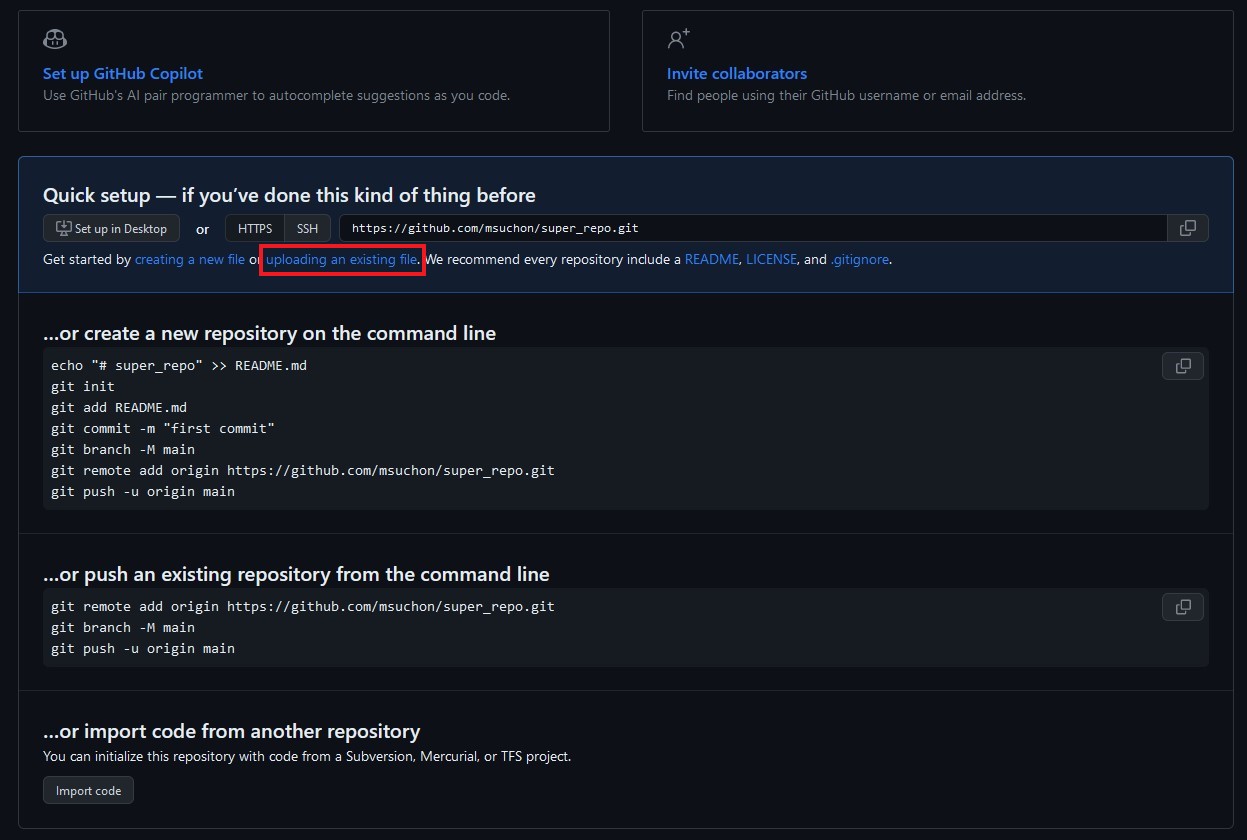 Set up GitHub Copilot
Use GitHub's AI pair programmer to autocomplete suggestions as you code.
Invite collaborators
Find people using their GitHub username or email address.
Quick setup — if you've done this kind of thing before
Set up in Desktop or HTTPS SSH https://github.com/msuchon/super_repo.git
Get started by creating a new file or uploading an existing file. We recommend every repository include a README, LICENSE, and .gitignore.
...or create a new repository on the command line
echo "# super_repo" >> README.md
git init
git add README.md
git commit -m "first commit"
git branch -M main
git remote add origin https://github.com/msuchon/super_repo.git
git push -u origin main
...or push an existing repository from the command line
git remote add origin https://github.com/msuchon/super_repo.git
git branch -M main
git push -u origin main
...or import code from another repository
You can initialize this repository with code from a Subversion, Mercurial, or TFS project.
Import code